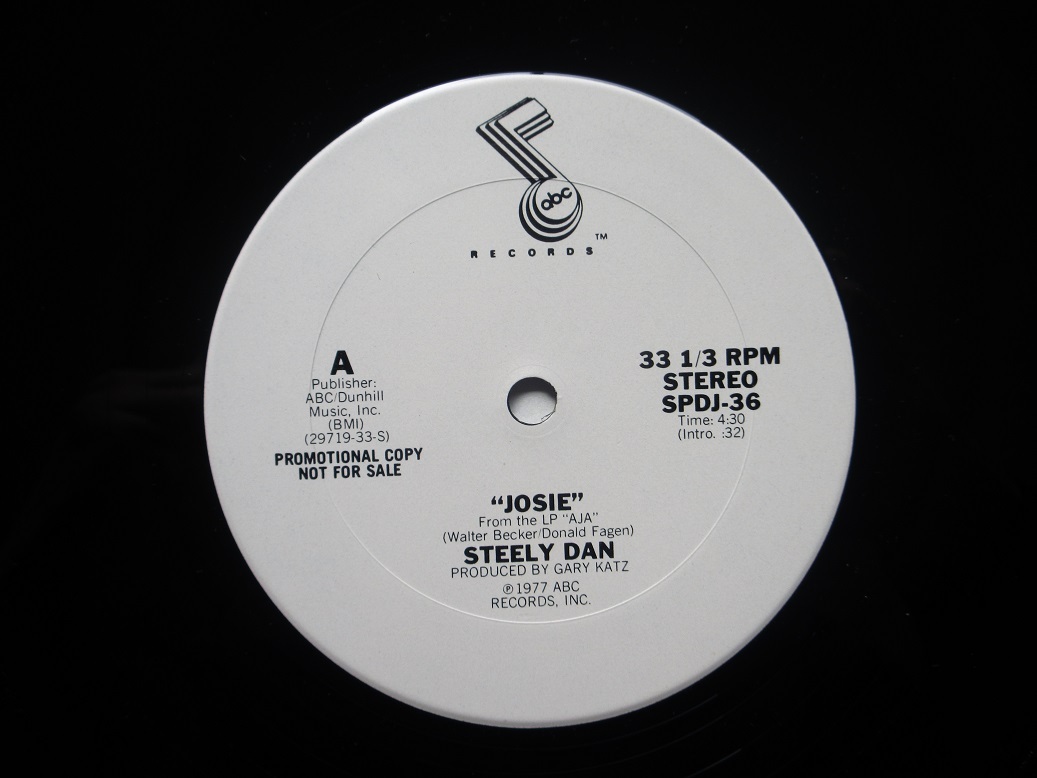 abc
RECORDS™
A
Publisher:
ABC/Dunhill
Music, Inc.
(BMI)
(29719-33-S)
PROMOTIONAL COPY
NOT FOR SALE
33 1/3 RPM
STEREO
SPDJ-36
Time: 4:30
(Intro. :32)
“JOSIE”
From the LP “AJA”
(Walter Becker/Donald Fagen)
STEELY DAN
PRODUCED BY GARY KATZ
℗1977 ABC
RECORDS, INC.